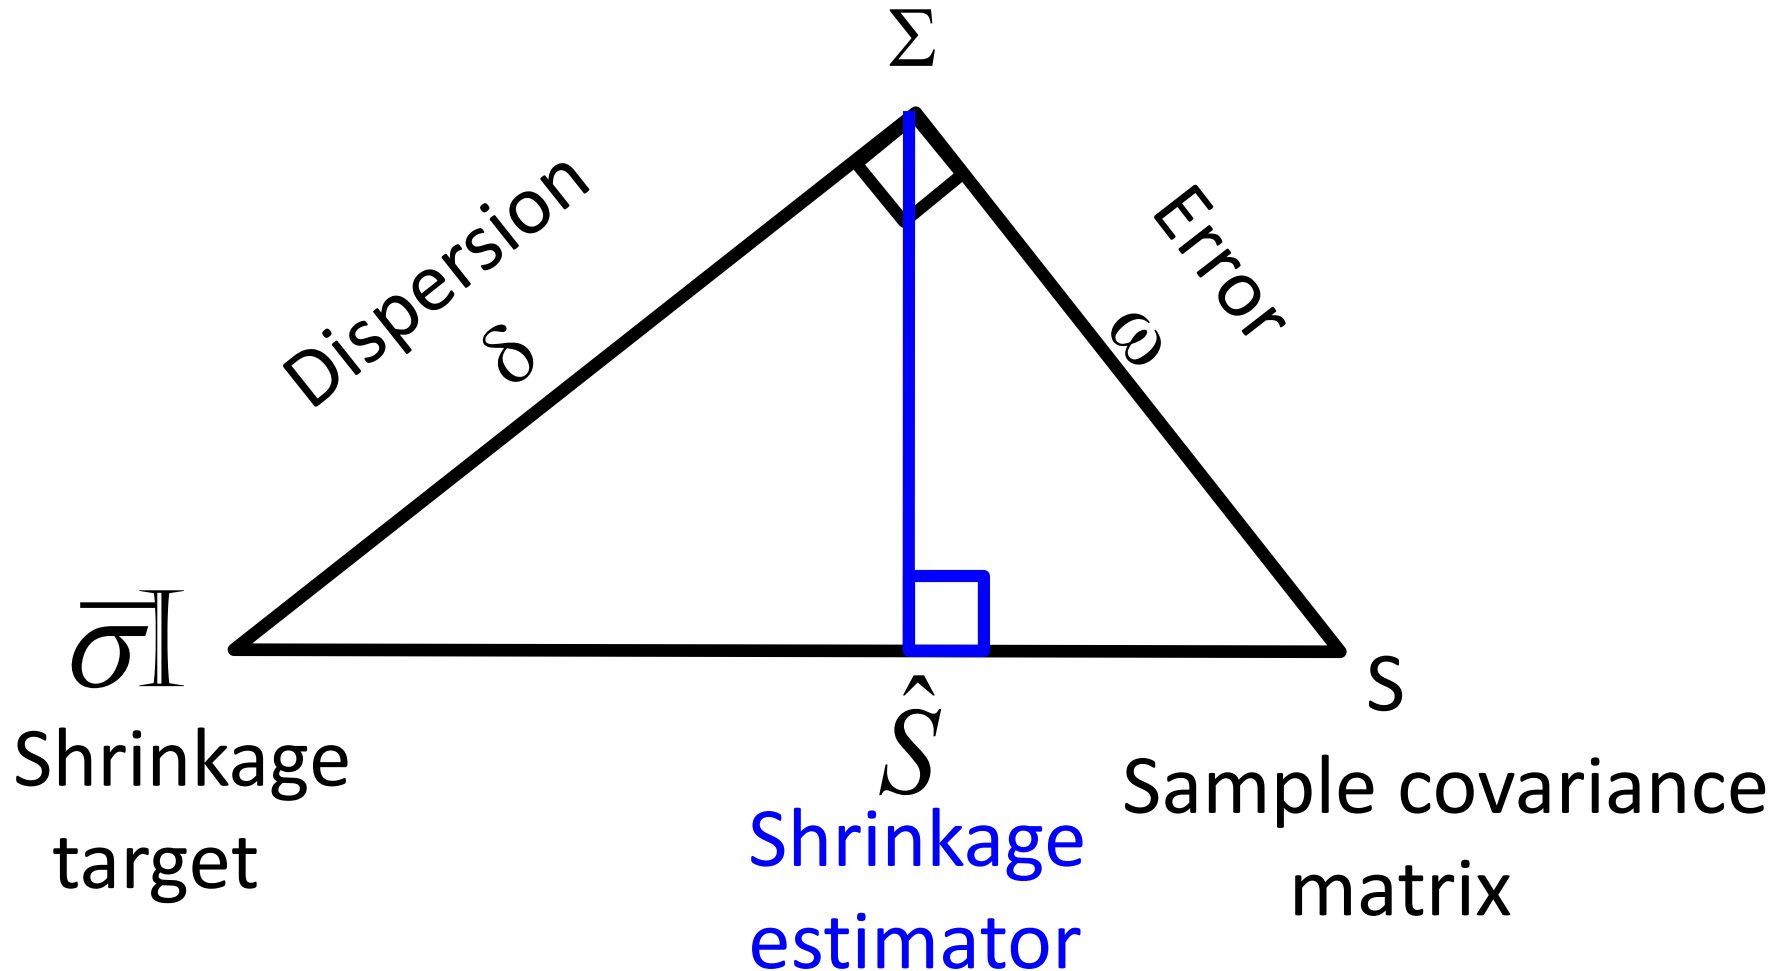 Σ
Dispersion
δ
Error
ω
σ̅𝕀
Shrinkage
target
Ŝ
Shrinkage
estimator
S
Sample covariance
matrix